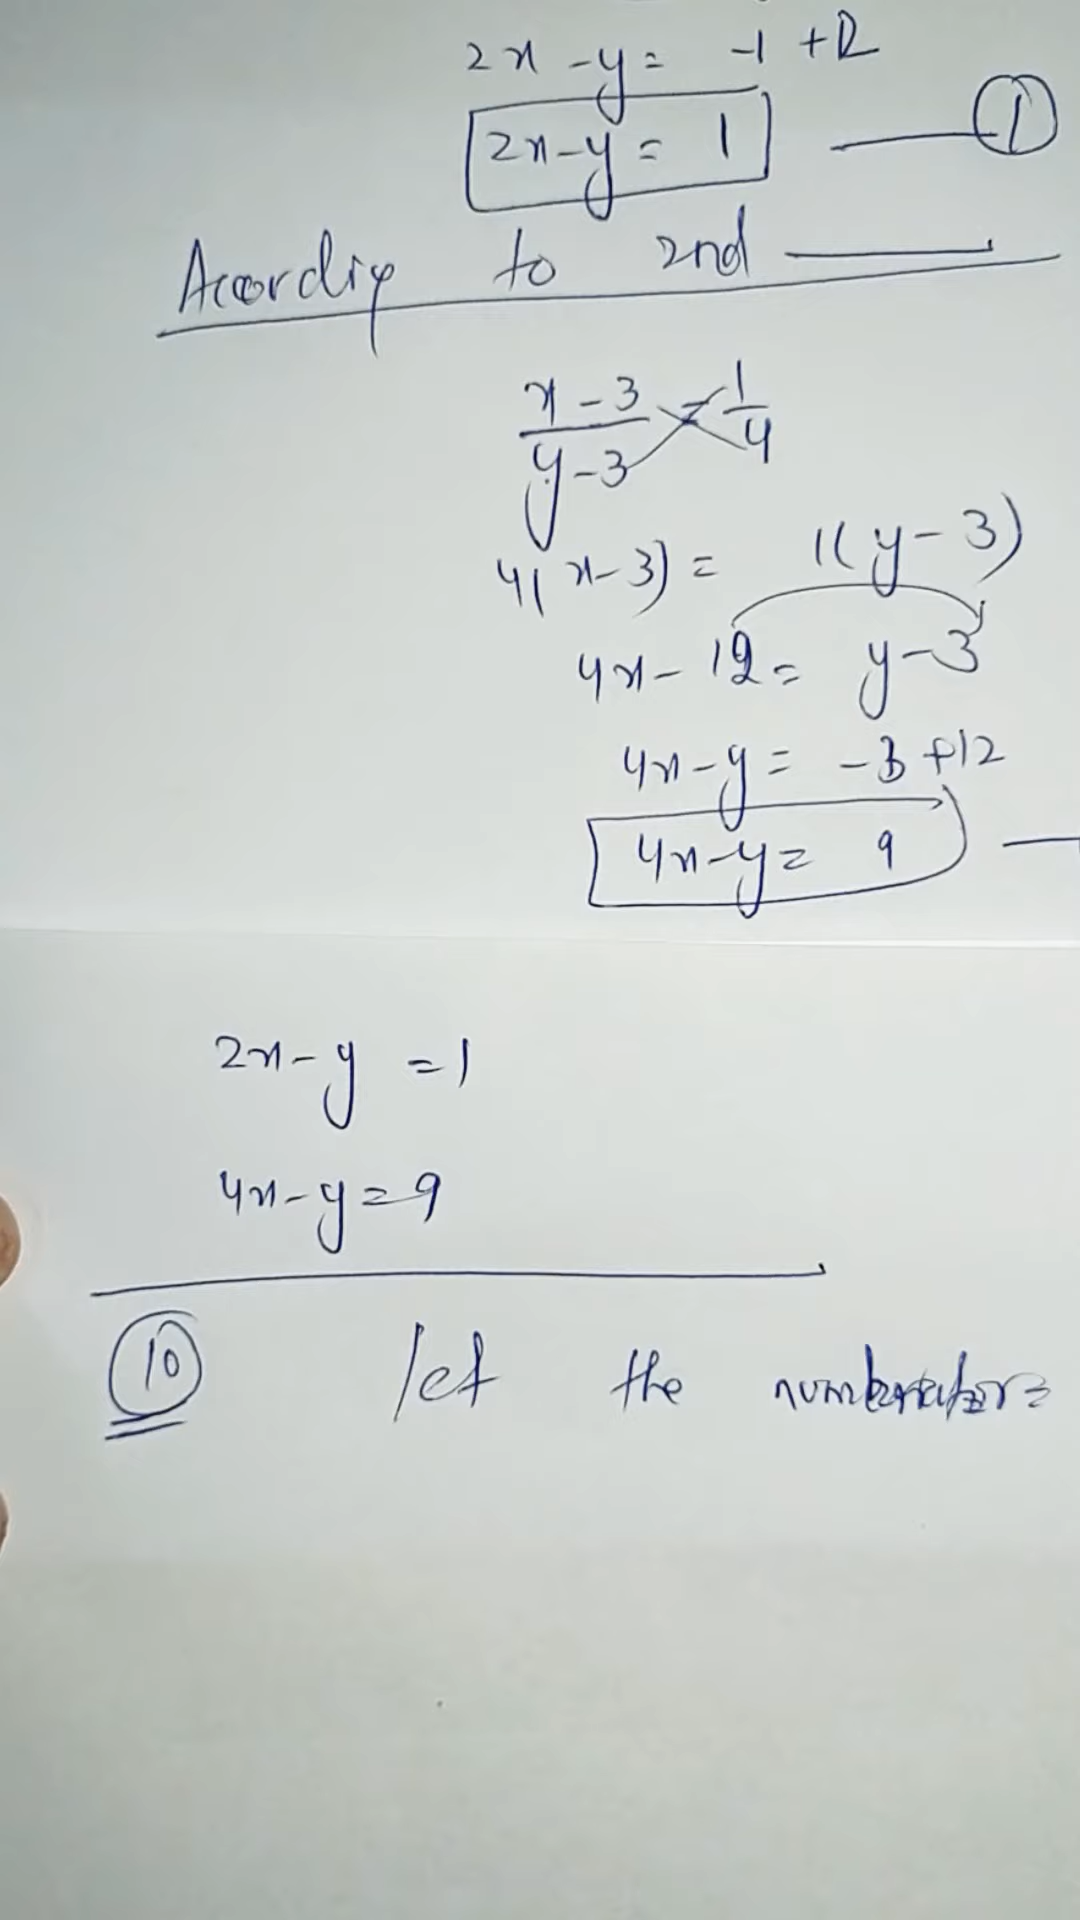 2x - y = -1 + 2
2x - y = 1 ——— ①
Acording to 2nd ———
x - 3 / y - 3 = 1 / 4
4(x - 3) = 1(y - 3)
4x - 12 = y - 3
4x - y = -3 + 12
4x - y = 9 —
2x - y = 1
4x - y = 9
⑩ let the